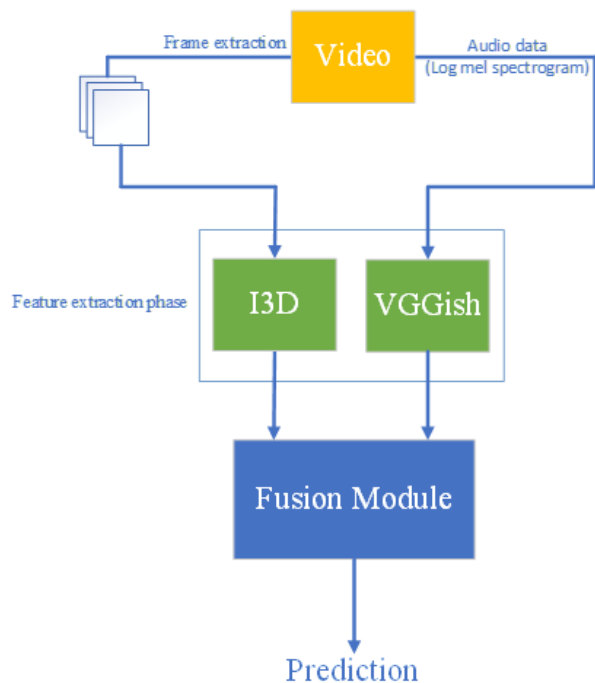 Frame extraction
Video
Audio data
(Log mel spectrogram)
Feature extraction phase
I3D
VGGish
Fusion Module
Prediction